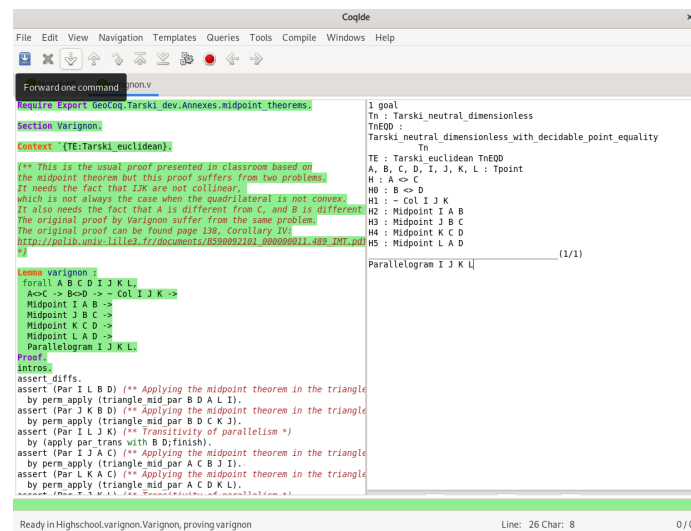 CoqIde
×
File Edit View Navigation Templates Queries Tools Compile Windows Help
Forward one command
non.v
Require Export GeoCoq.Tarski_dev.Annexes.midpoint_theorems.
Section Varignon.
Context `{TE:Tarski_euclidean}.
(** This is the usual proof presented in classroom based on
the midpoint theorem but this proof suffers from two problems.
It needs the fact that IJK are not collinear,
which is not always the case when the quadrilateral is not convex.
It also needs the fact that A is different from C, and B is different
The original proof by Varignon suffer from the same problem.
The original proof can be found page 138, Corollary IV:
http://polib.univ-lille3.fr/documents/B590092101_000000011.489_IMT.pdf
*)
Lemma varignon :
forall A B C D I J K L,
A<>C -> B<>D -> ~ Col I J K ->
Midpoint I A B ->
Midpoint J B C ->
Midpoint K C D ->
Midpoint L A D ->
Parallelogram I J K L.
Proof.
intros.
assert_diffs.
assert (Par I L B D) (** Applying the midpoint theorem in the triangle
by perm_apply (triangle_mid_par B D A L I).
assert (Par J K B D) (** Applying the midpoint theorem in the triangle
by perm_apply (triangle_mid_par B D C K J).
assert (Par I L J K) (** Transitivity of parallelism *)
by (apply par_trans with B D;finish).
assert (Par I J A C) (** Applying the midpoint theorem in the triangle
by perm_apply (triangle_mid_par A C B J I).
assert (Par L K A C) (** Applying the midpoint theorem in the triangle
by perm_apply (triangle_mid_par A C D K L).
1 goal
Tn : Tarski_neutral_dimensionless
TnEQD :
Tarski_neutral_dimensionless_with_decidable_point_equality
Tn
TE : Tarski_euclidean TnEQD
A, B, C, D, I, J, K, L : Tpoint
H : A <> C
H0 : B <> D
H1 : ~ Col I J K
H2 : Midpoint I A B
H3 : Midpoint J B C
H4 : Midpoint K C D
H5 : Midpoint L A D
(1/1)
Parallelogram I J K L
Ready in Highschool.varignon.Varignon, proving varignon
Line: 26 Char: 8
0 / 0